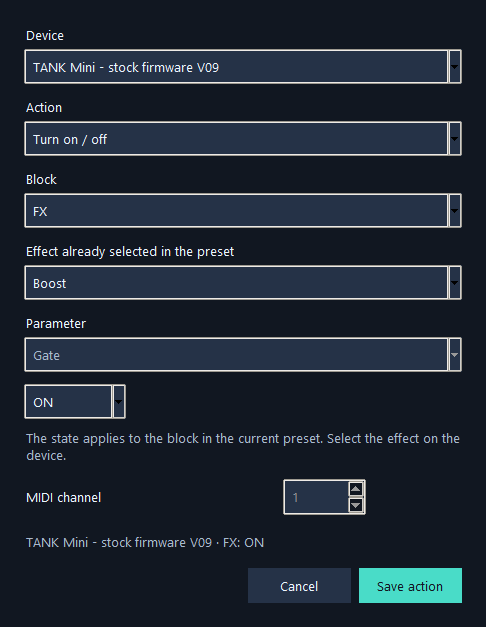 Device
TANK Mini - stock firmware V09
Action
Turn on / off
Block
FX
Effect already selected in the preset
Boost
Parameter
Gate
ON
The state applies to the block in the current preset. Select the effect on the
device.
MIDI channel
1
TANK Mini - stock firmware V09 · FX: ON
Cancel
Save action